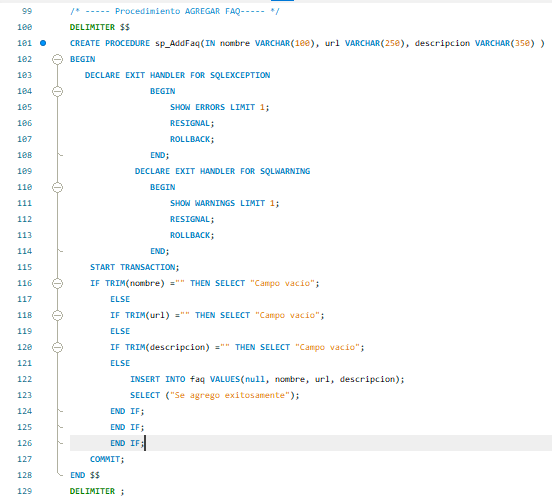 99 /* ----- Procedimiento AGREGAR FAQ----- */
100 DELIMITER $$
101 CREATE PROCEDURE sp_AddFaq(IN nombre VARCHAR(100), url VARCHAR(250), descripcion VARCHAR(350) )
102 BEGIN
103 DECLARE EXIT HANDLER FOR SQLEXCEPTION
104 BEGIN
105 SHOW ERRORS LIMIT 1;
106 RESIGNAL;
107 ROLLBACK;
108 END;
109 DECLARE EXIT HANDLER FOR SQLWARNING
110 BEGIN
111 SHOW WARNINGS LIMIT 1;
112 RESIGNAL;
113 ROLLBACK;
114 END;
115 START TRANSACTION;
116 IF TRIM(nombre) ="" THEN SELECT "Campo vacio";
117 ELSE
118 IF TRIM(url) ="" THEN SELECT "Campo vacio";
119 ELSE
120 IF TRIM(descripcion) ="" THEN SELECT "Campo vacio";
121 ELSE
122 INSERT INTO faq VALUES(null, nombre, url, descripcion);
123 SELECT ("Se agrego exitosamente");
124 END IF;
125 END IF;
126 END IF;
127 COMMIT;
128 END $$
129 DELIMITER ;